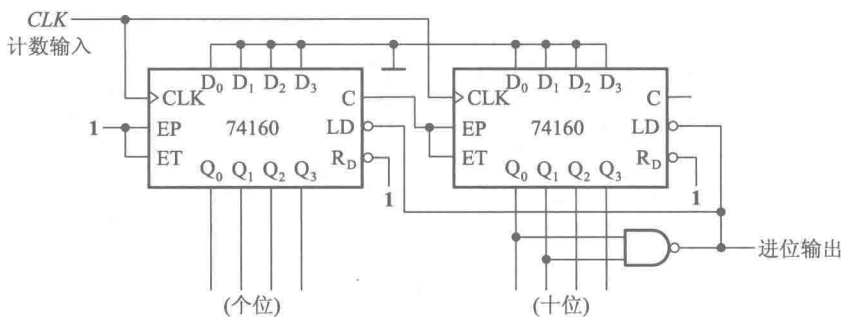 CLK
计数输入
D0 D1 D2 D3
D0 D1 D2 D3
CLK
C
CLK
C
1
EP
74160
LD
EP
74160
LD
ET
RD
ET
RD
Q0 Q1 Q2 Q3
1
Q0 Q1 Q2 Q3
1
进位输出
(个位)
(十位)